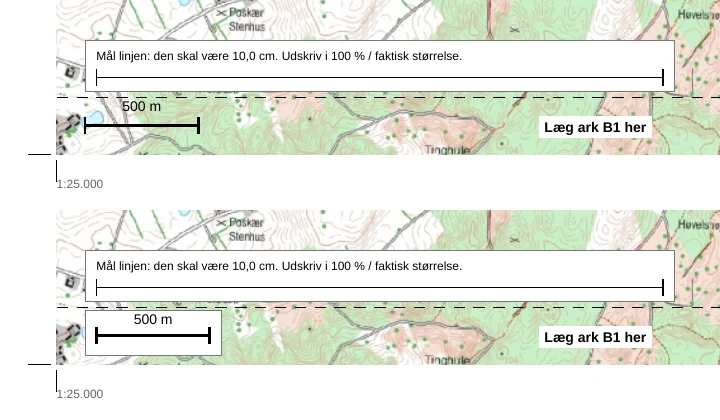 Poskær
Stenhus
Høvels
Mål linjen: den skal være 10,0 cm. Udskriv i 100 % / faktisk størrelse.
500 m
Læg ark B1 her
Tinghule
1:25.000
Poskær
Stenhus
Høvels
Mål linjen: den skal være 10,0 cm. Udskriv i 100 % / faktisk størrelse.
500 m
Læg ark B1 her
Tinghule
1:25.000